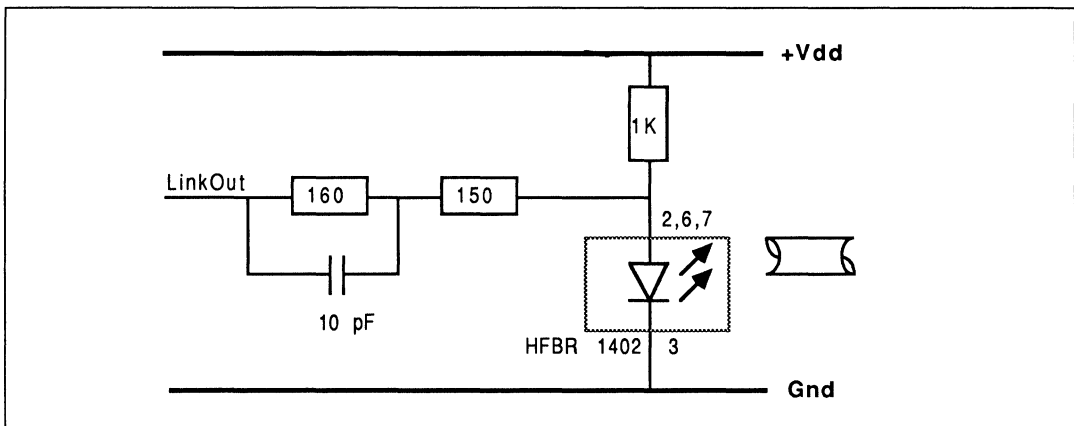 +Vdd
1K
LinkOut
160
150
2,6,7
10 pF
HFBR 1402 3
Gnd